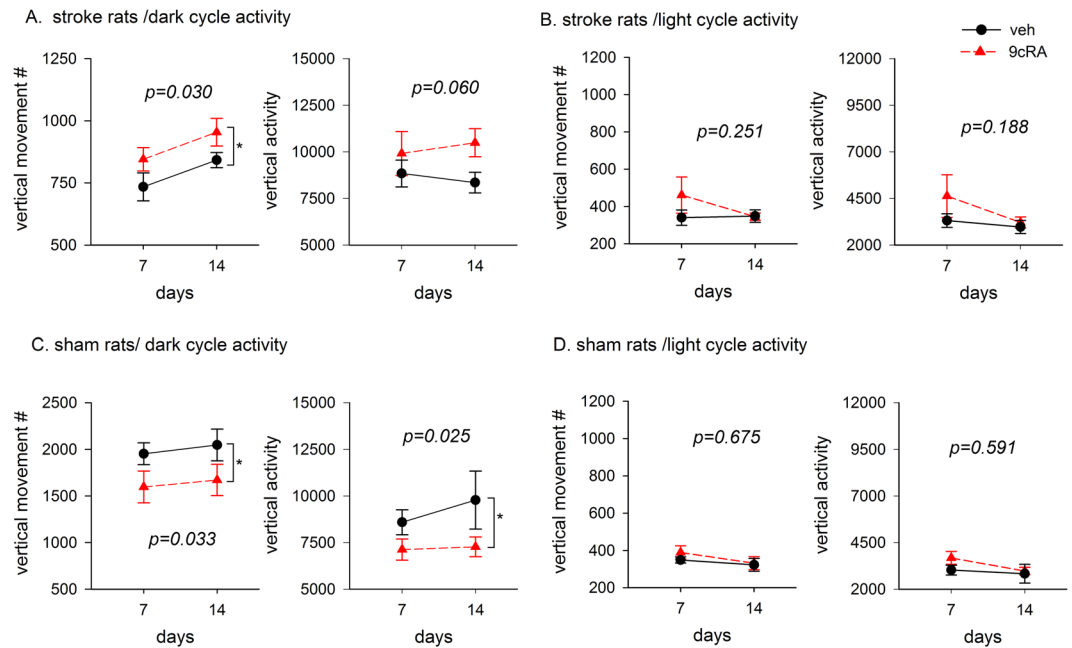 A. stroke rats /dark cycle activity
B. stroke rats /light cycle activity
veh
9cRA
vertical movement #
1250
1000
750
500
p=0.030
*
7
14
days
vertical activity
15000
12500
10000
7500
5000
p=0.060
7
14
days
vertical movement #
1200
1000
800
600
400
200
p=0.251
7
14
days
vertical activity
12000
9500
7000
4500
2000
p=0.188
7
14
days
C. sham rats/ dark cycle activity
D. sham rats /light cycle activity
vertical movement #
2500
2000
1500
1000
500
p=0.033
*
7
14
days
vertical activity
15000
12500
10000
7500
5000
p=0.025
*
7
14
days
vertical movement #
1200
1000
800
600
400
200
p=0.675
7
14
days
vertical activity
12000
9500
7000
4500
2000
p=0.591
7
14
days